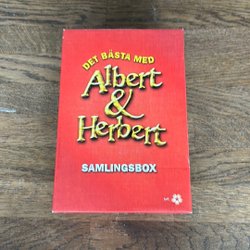 DET BÄSTA MED
Albert
&
Herbert
SAMLINGSBOX